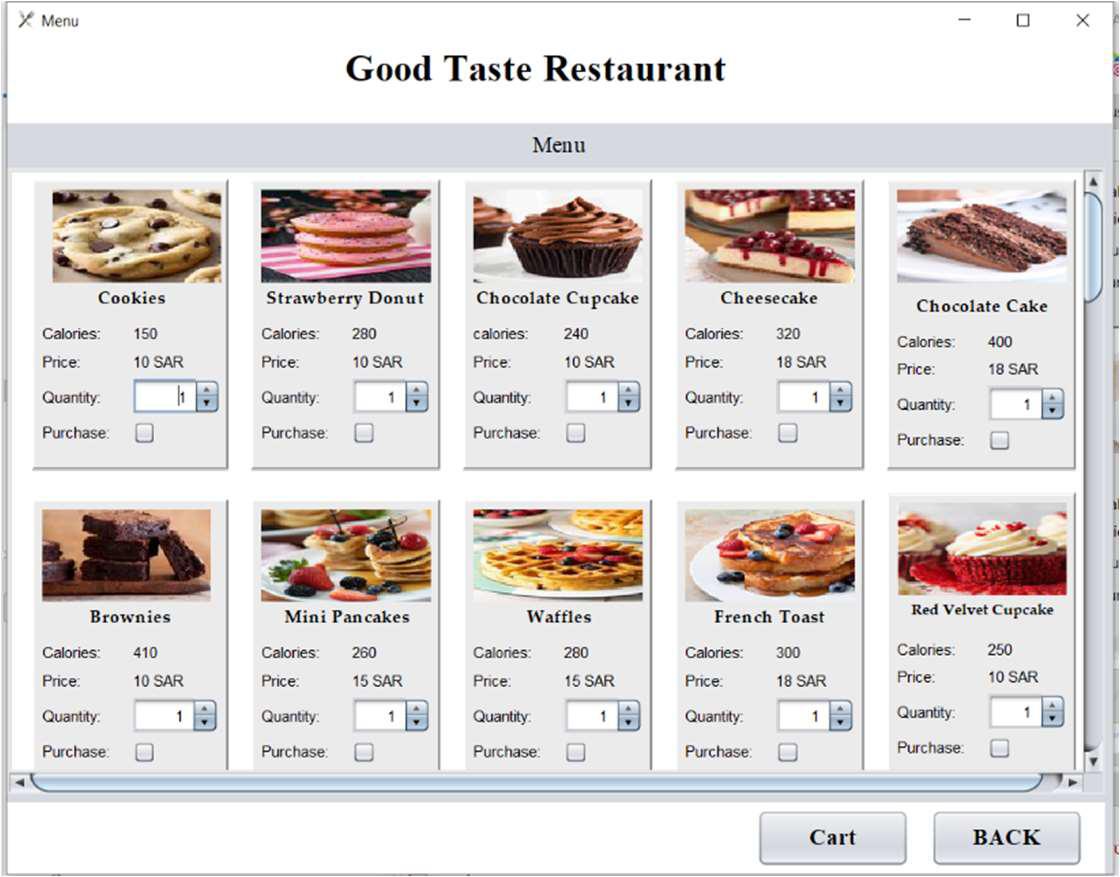 Menu
Good Taste Restaurant
Menu
Cookies
Calories: 150
Price: 10 SAR
Quantity: 1
Purchase:
Strawberry Donut
Calories: 280
Price: 10 SAR
Quantity: 1
Purchase:
Chocolate Cupcake
calories: 240
Price: 10 SAR
Quantity: 1
Purchase:
Cheesecake
Calories: 320
Price: 18 SAR
Quantity: 1
Purchase:
Chocolate Cake
Calories: 400
Price: 18 SAR
Quantity: 1
Purchase:
Brownies
Calories: 410
Price: 10 SAR
Quantity: 1
Purchase:
Mini Pancakes
Calories: 260
Price: 15 SAR
Quantity: 1
Purchase:
Waffles
Calories: 280
Price: 15 SAR
Quantity: 1
Purchase:
French Toast
Calories: 300
Price: 18 SAR
Quantity: 1
Purchase:
Red Velvet Cupcake
Calories: 250
Price: 10 SAR
Quantity: 1
Purchase:
Cart
BACK